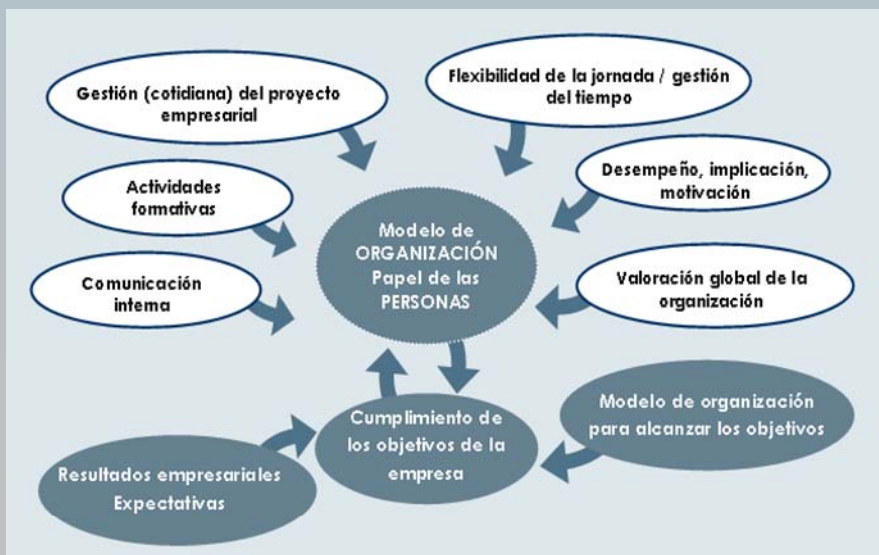 Gestión (cotidiana) del proyecto
empresarial
Flexibilidad de la jornada / gestión
del tiempo
Actividades
formativas
Desempeño, implicación,
motivación
Modelo de
ORGANIZACIÓN
Papel de las
PERSONAS
Comunicación
interna
Valoración global de la
organización
Cumplimiento de
los objetivos de la
empresa
Modelo de organización
para alcanzar los objetivos
Resultados empresariales
Expectativas